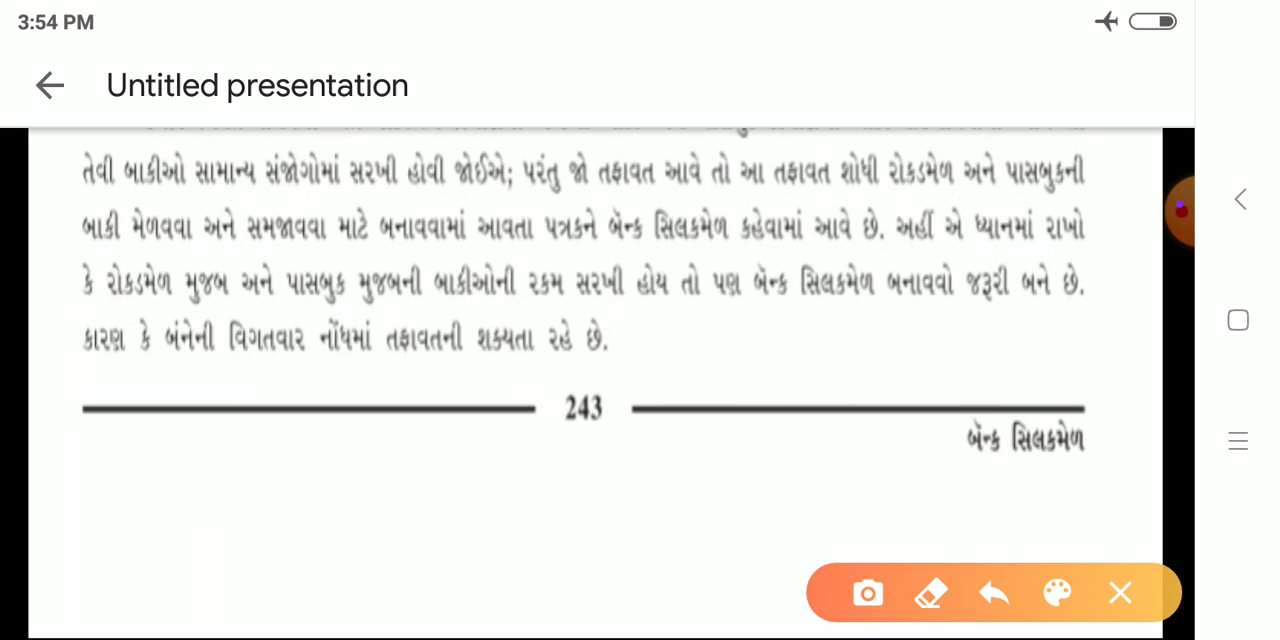 3:54 PM
Untitled presentation
તેવી બાકીઓ સામાન્ય સંજોગોમાં સરખી હોવી જોઈએ; પરંતુ જો તફાવત આવે તો આ તફાવત શોધી રોકડમેળ અને પાસબુકની
બાકી મેળવવા અને સમજાવવા માટે બનાવવામાં આવતા પત્રકને બૅન્ક સિલકમેળ કહેવામાં આવે છે. અહીં એ ધ્યાનમાં રાખો
કે રોકડમેળ મુજબ અને પાસબુક મુજબની બાકીઓની રકમ સરખી હોય તો પણ બૅન્ક સિલકમેળ બનાવવો જરૂરી બને છે.
કારણ કે બંનેની વિગતવાર નોંધમાં તફાવતની શક્યતા રહે છે.
243
બૅન્ક સિલકમેળ